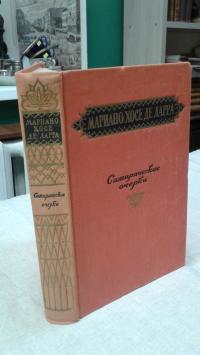 МАРИАНО
ХОСЕ
ДЕ ЛАРРА
Сатирические
очерки
МАРИАНО ХОСЕ ДЕ ЛАРРА
Сатирические
очерки